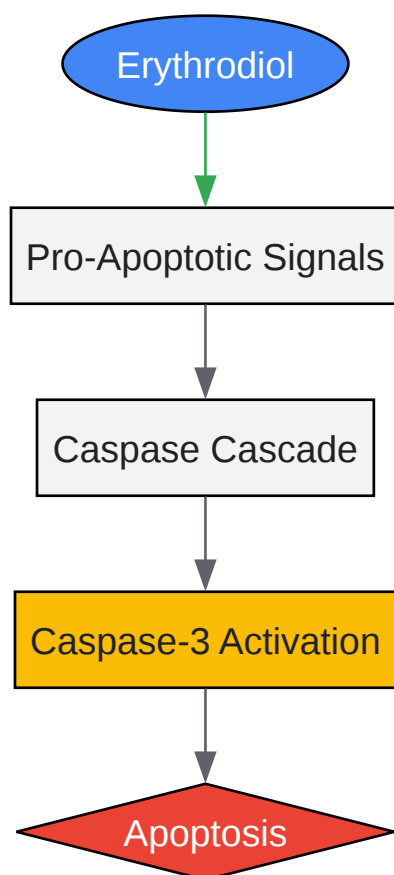 Erythrodiol
Pro-Apoptotic Signals
Caspase Cascade
Caspase-3 Activation
Apoptosis